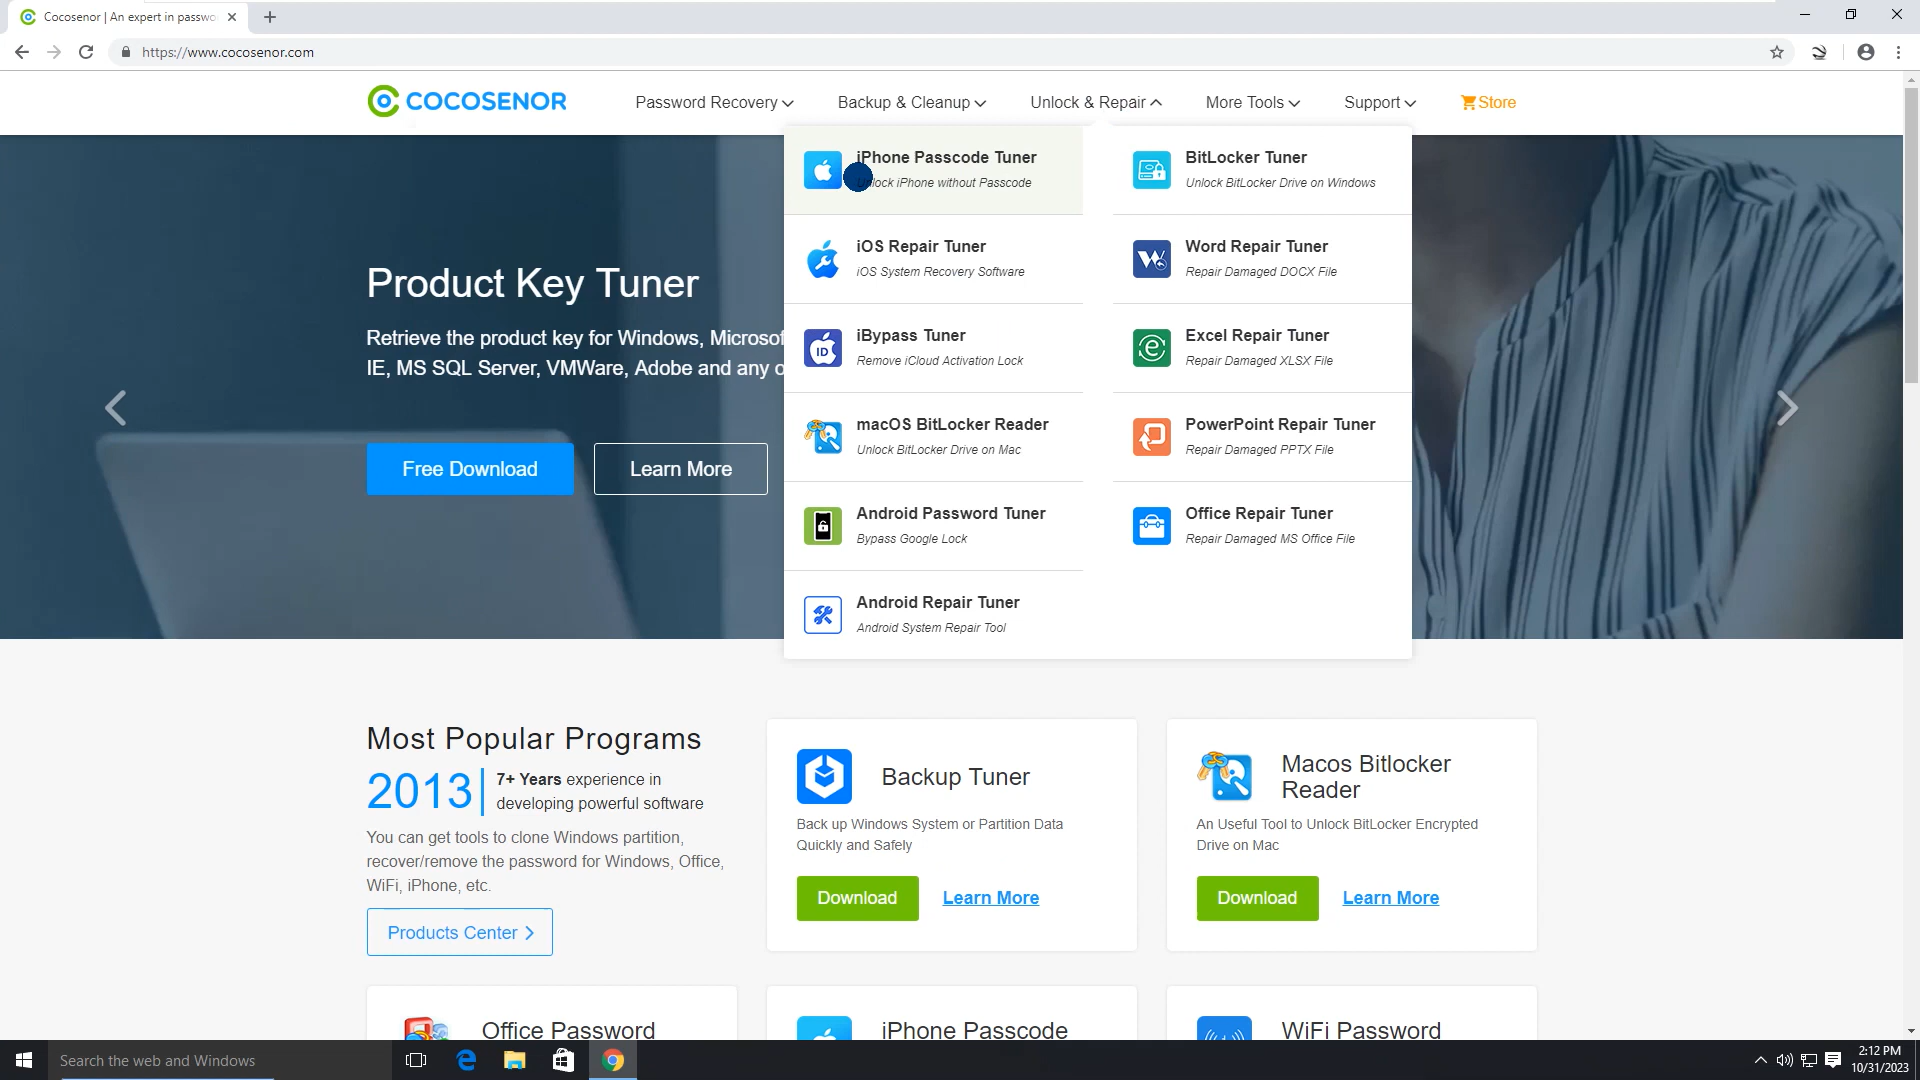 Cocosenor | An expert in passwo
https://www.cocosenor.com
COCOSENOR
Password Recovery
Backup & Cleanup
Unlock & Repair
More Tools
Support
Store
iPhone Passcode Tuner
Unlock iPhone without Passcode
iOS Repair Tuner
iOS System Recovery Software
iBypass Tuner
Remove iCloud Activation Lock
macOS BitLocker Reader
Unlock BitLocker Drive on Mac
Android Password Tuner
Bypass Google Lock
Android Repair Tuner
Android System Repair Tool
BitLocker Tuner
Unlock BitLocker Drive on Windows
Word Repair Tuner
Repair Damaged DOCX File
Excel Repair Tuner
Repair Damaged XLSX File
PowerPoint Repair Tuner
Repair Damaged PPTX File
Office Repair Tuner
Repair Damaged MS Office File
Product Key Tuner
Retrieve the product key for Windows, Microsof
IE, MS SQL Server, VMWare, Adobe and any o
Free Download
Learn More
Most Popular Programs
2013
7+ Years experience in
developing powerful software
You can get tools to clone Windows partition,
recover/remove the password for Windows, Office,
WiFi, iPhone, etc.
Products Center
Backup Tuner
Back up Windows System or Partition Data
Quickly and Safely
Download
Learn More
Macos Bitlocker
Reader
An Useful Tool to Unlock BitLocker Encrypted
Drive on Mac
Download
Learn More
Office Password
iPhone Passcode
WiFi Password
Search the web and Windows
2:12 PM
10/31/2023